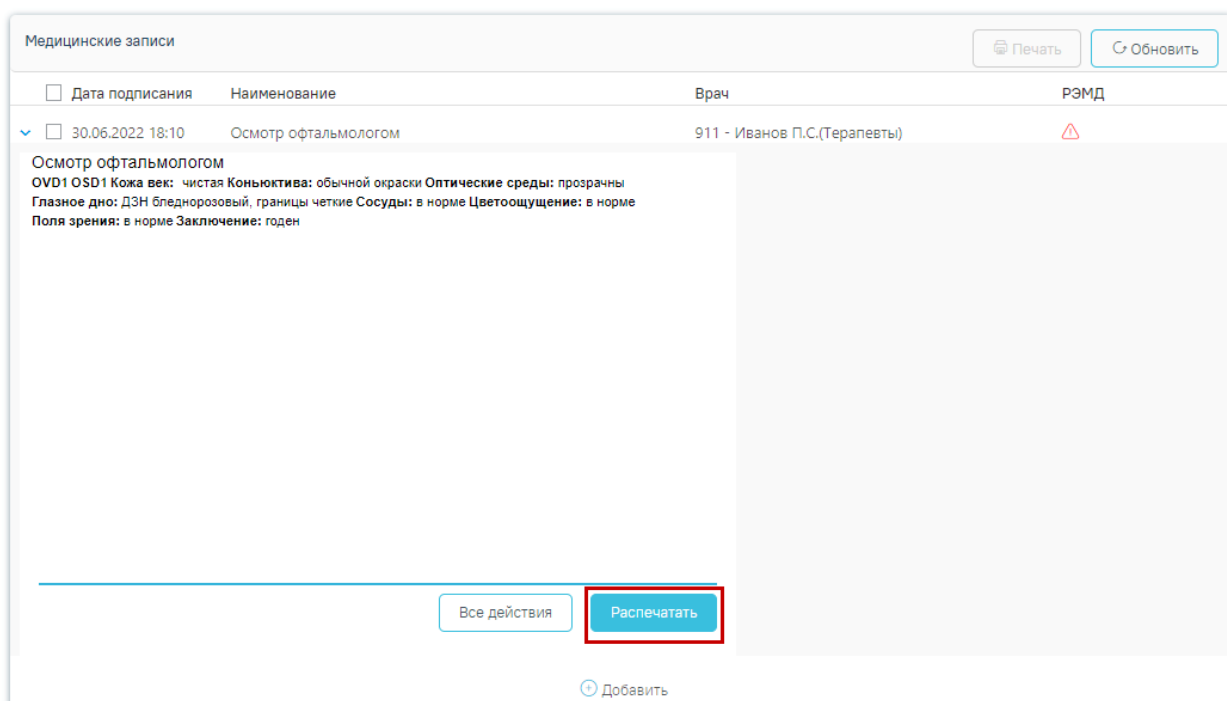 Медицинские записи
Печать
Обновить
Дата подписания Наименование Врач РЭМД
30.06.2022 18:10 Осмотр офтальмологом 911 - Иванов П.С.(Терапевты)
Осмотр офтальмологом
OVD1 OSD1 Кожа век: чистая Коньюктива: обычной окраски Оптические среды: прозрачны
Глазное дно: ДЗН бледнорозовый, границы четкие Сосуды: в норме Цветоощущение: в норме
Поля зрения: в норме Заключение: годен
Все действия
Распечатать
Добавить